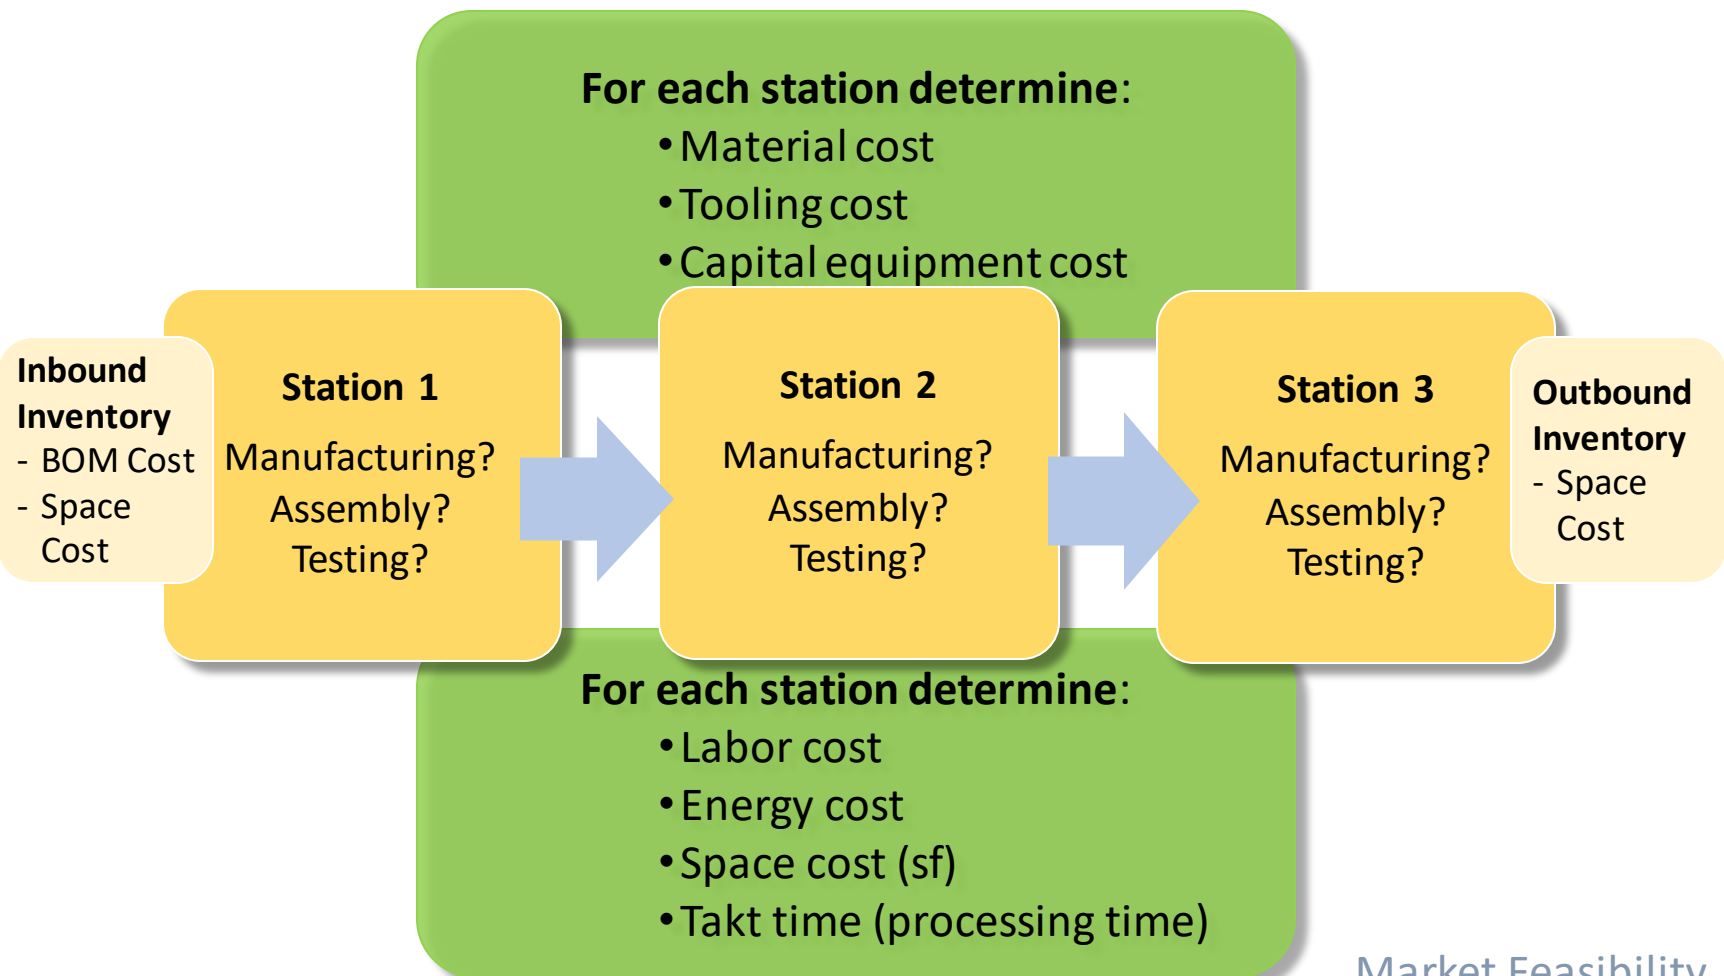 For each station determine:
•Material cost
•Tooling cost
•Capital equipment cost
Inbound
Inventory
- BOM Cost
- Space
Cost
Station 1
Manufacturing?
Assembly?
Testing?
Station 2
Manufacturing?
Assembly?
Testing?
Station 3
Manufacturing?
Assembly?
Testing?
Outbound
Inventory
- Space
Cost
For each station determine:
•Labor cost
•Energy cost
•Space cost (sf)
•Takt time (processing time)
Market Feasibility